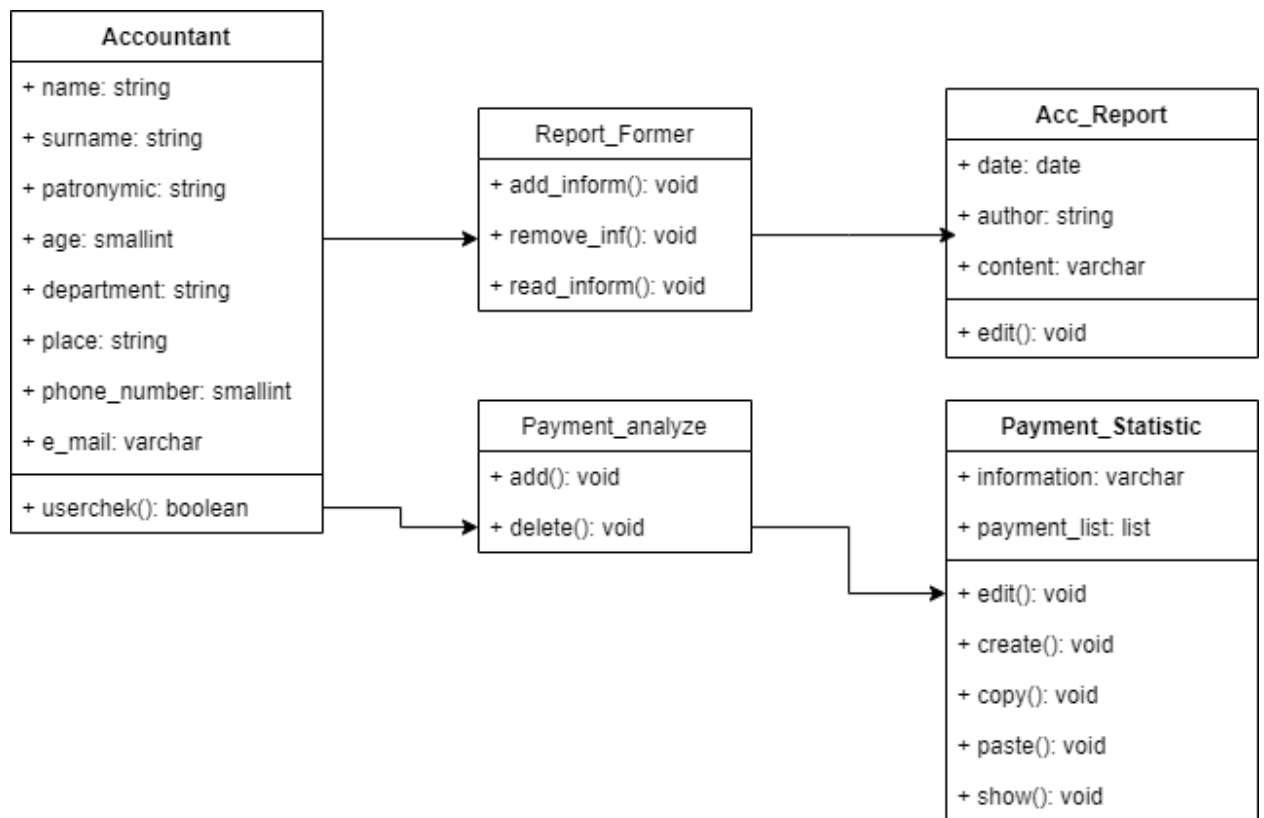 Accountant
+ name: string
+ surname: string
+ patronymic: string
+ age: smallint
+ department: string
+ place: string
+ phone_number: smallint
+ e_mail: varchar
+ userchek(): boolean
Report_Former
+ add_inform(): void
+ remove_inf(): void
+ read_inform(): void
Acc_Report
+ date: date
+ author: string
+ content: varchar
+ edit(): void
Payment_analyze
+ add(): void
+ delete(): void
Payment_Statistic
+ information: varchar
+ payment_list: list
+ edit(): void
+ create(): void
+ copy(): void
+ paste(): void
+ show(): void